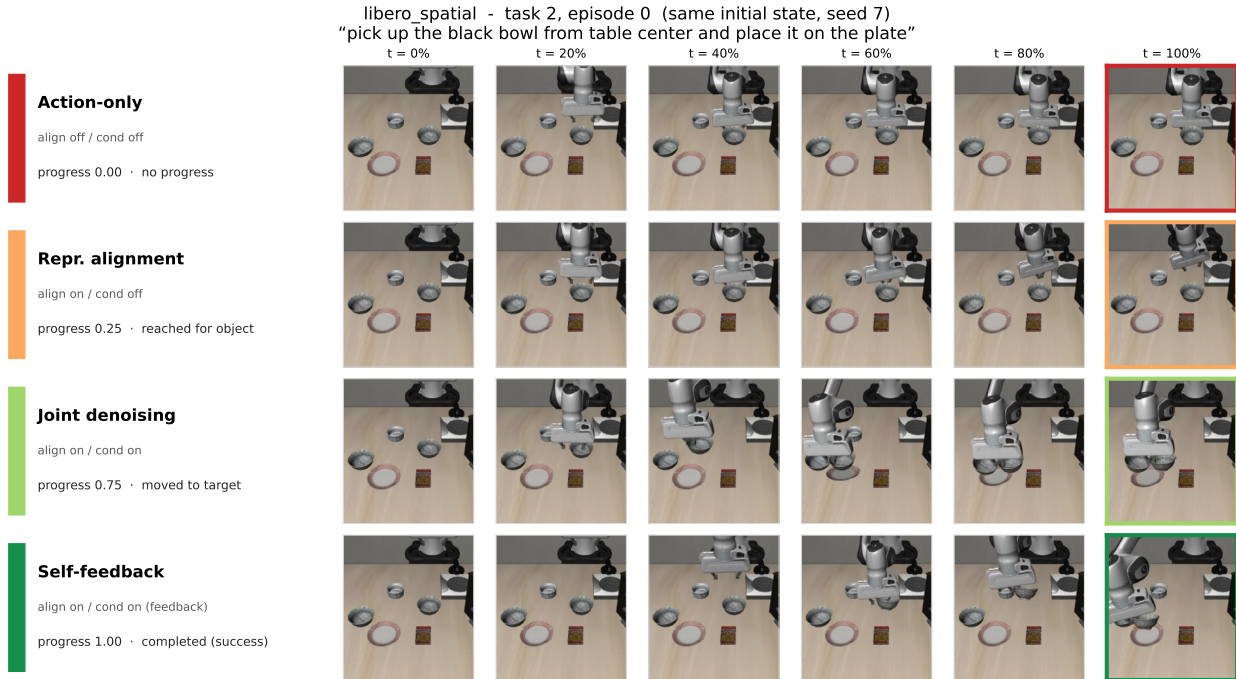 libero_spatial - task 2, episode 0 (same initial state, seed 7)
“pick up the black bowl from table center and place it on the plate”
t = 0% t = 20% t = 40% t = 60% t = 80% t = 100%
Action-only
align off / cond off
progress 0.00 · no progress
Repr. alignment
align on / cond off
progress 0.25 · reached for object
Joint denoising
align on / cond on
progress 0.75 · moved to target
Self-feedback
align on / cond on (feedback)
progress 1.00 · completed (success)